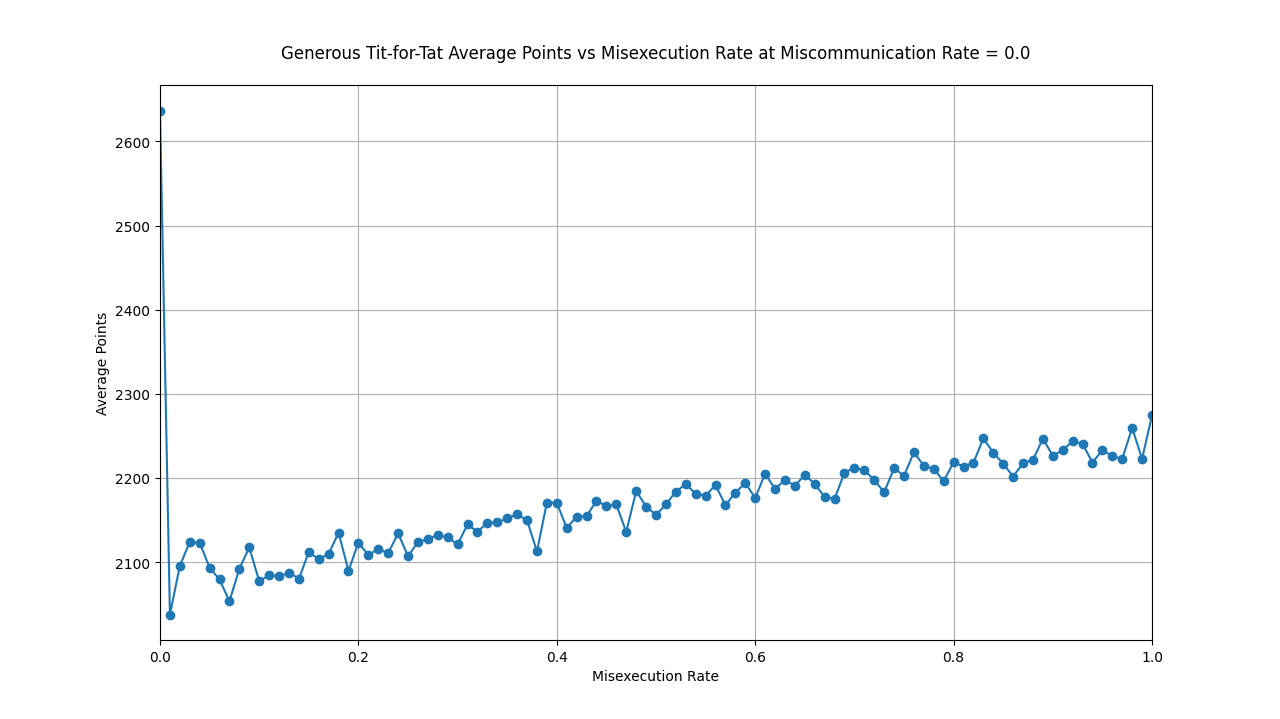 Generous Tit-for-Tat Average Points vs Misexecution Rate at Miscommunication Rate = 0.0
2600
2500
2400
2300
2200
2100
Average Points
0.0 0.2 0.4 0.6 0.8 1.0
Misexecution Rate